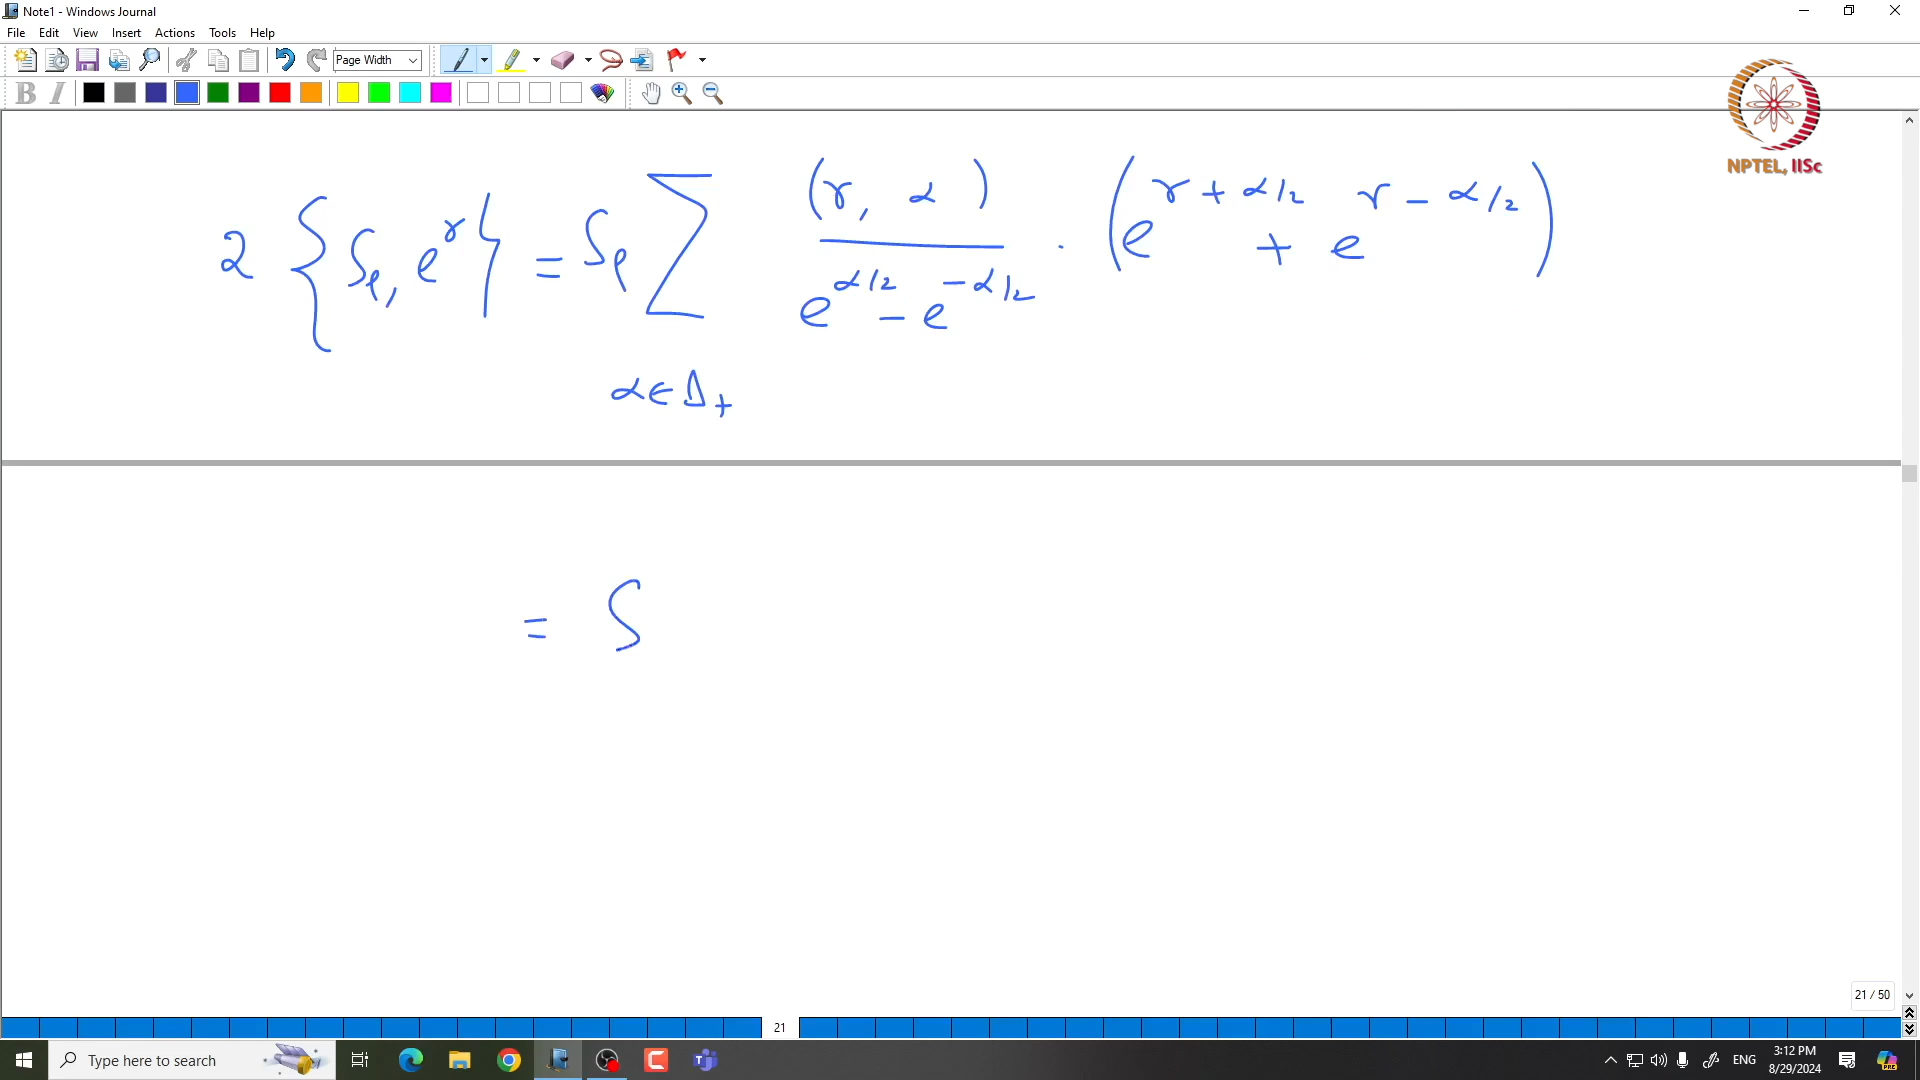 Note1 - Windows Journal
File Edit View Insert Actions Tools Help
Page Width
B I
NPTEL, IISc
2 { S_ρ, e^γ } = S_ρ Σ_{α∈Δ_+} (γ, α) / (e^{α/2} - e^{-α/2}) · (e^{γ + α/2} + e^{γ - α/2})
= S
21 / 50
21
Type here to search
ENG
3:12 PM
8/29/2024